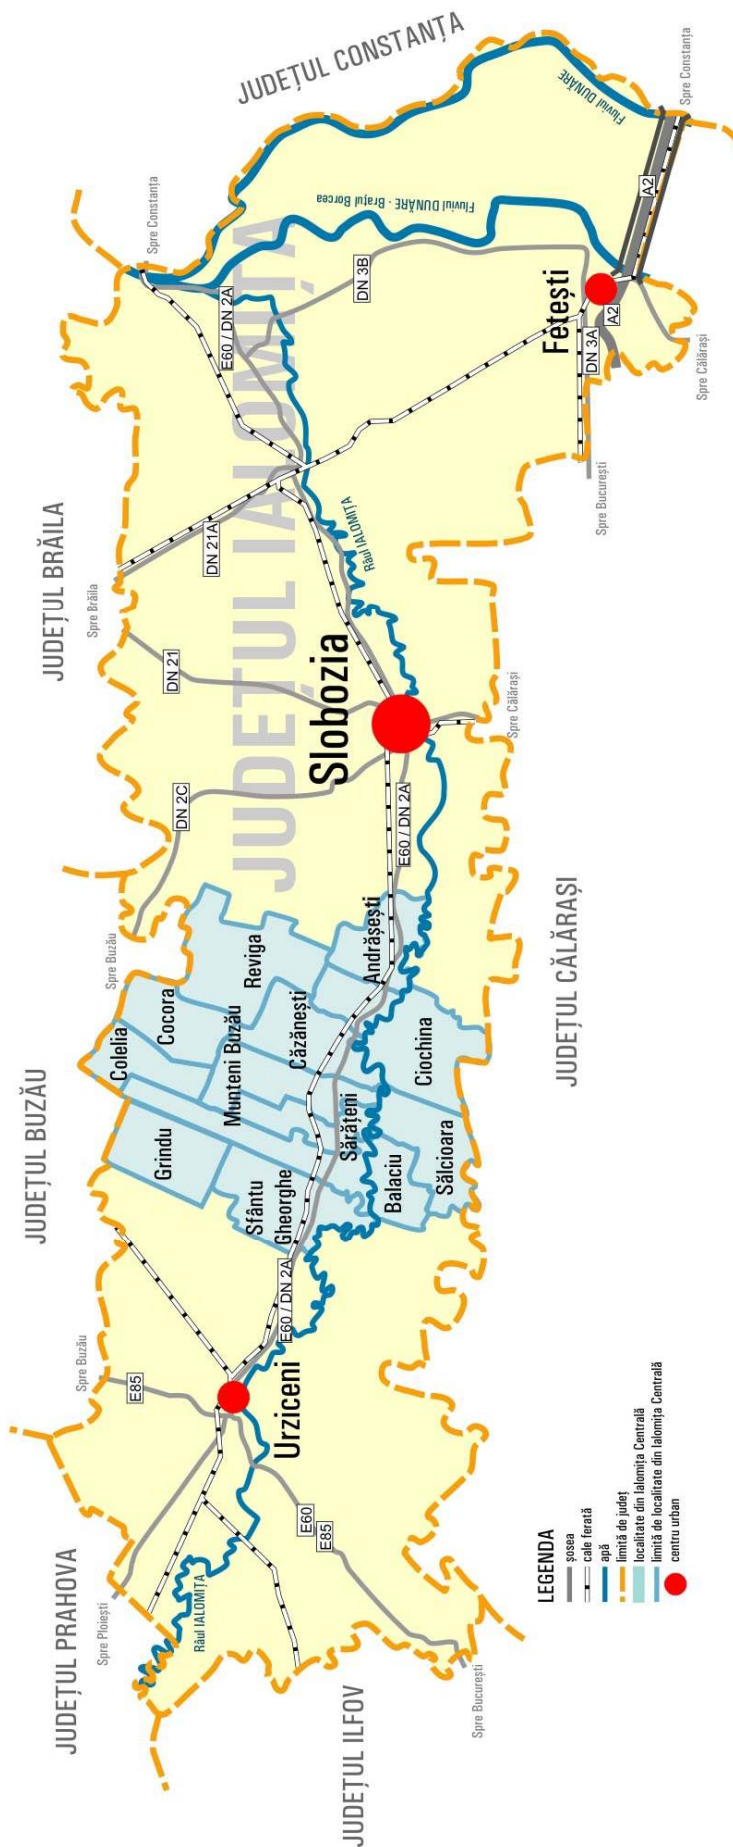 JUDEȚUL PRAHOVA
JUDEȚUL BUZĂU
JUDEȚUL BRĂILA
JUDEȚUL CONSTANȚA
JUDEȚUL ILFOV
JUDEȚUL CĂLĂRAȘI
JUDEȚUL IALOMIȚA
Spre Ploiești
Spre Buzău
Spre Buzău
Spre Brăila
Spre Constanța
Spre Constanța
Spre București
Spre București
Spre Călărași
Spre Călărași
Râul IALOMIȚA
Râul IALOMIȚA
Fluviul DUNĂRE - Brațul Borcea
Fluviul DUNĂRE
E85
E60
E85
E60 / DN 2A
E60 / DN 2A
E60 / DN 2A
DN 2C
DN 21
DN 21A
DN 3B
DN 3A
A2
A2
Urziceni
Slobozia
Fetești
Grindu
Colelia
Cocora
Reviga
Munteni Buzău
Sfântu
Gheorghe
Căzănești
Andrășești
Sărățeni
Balaciu
Ciochina
Sălcioara
LEGENDA
șosea
cale ferată
apă
limită de județ
localitate din Ialomița Centrală
limită de localitate din Ialomița Centrală
centru urban